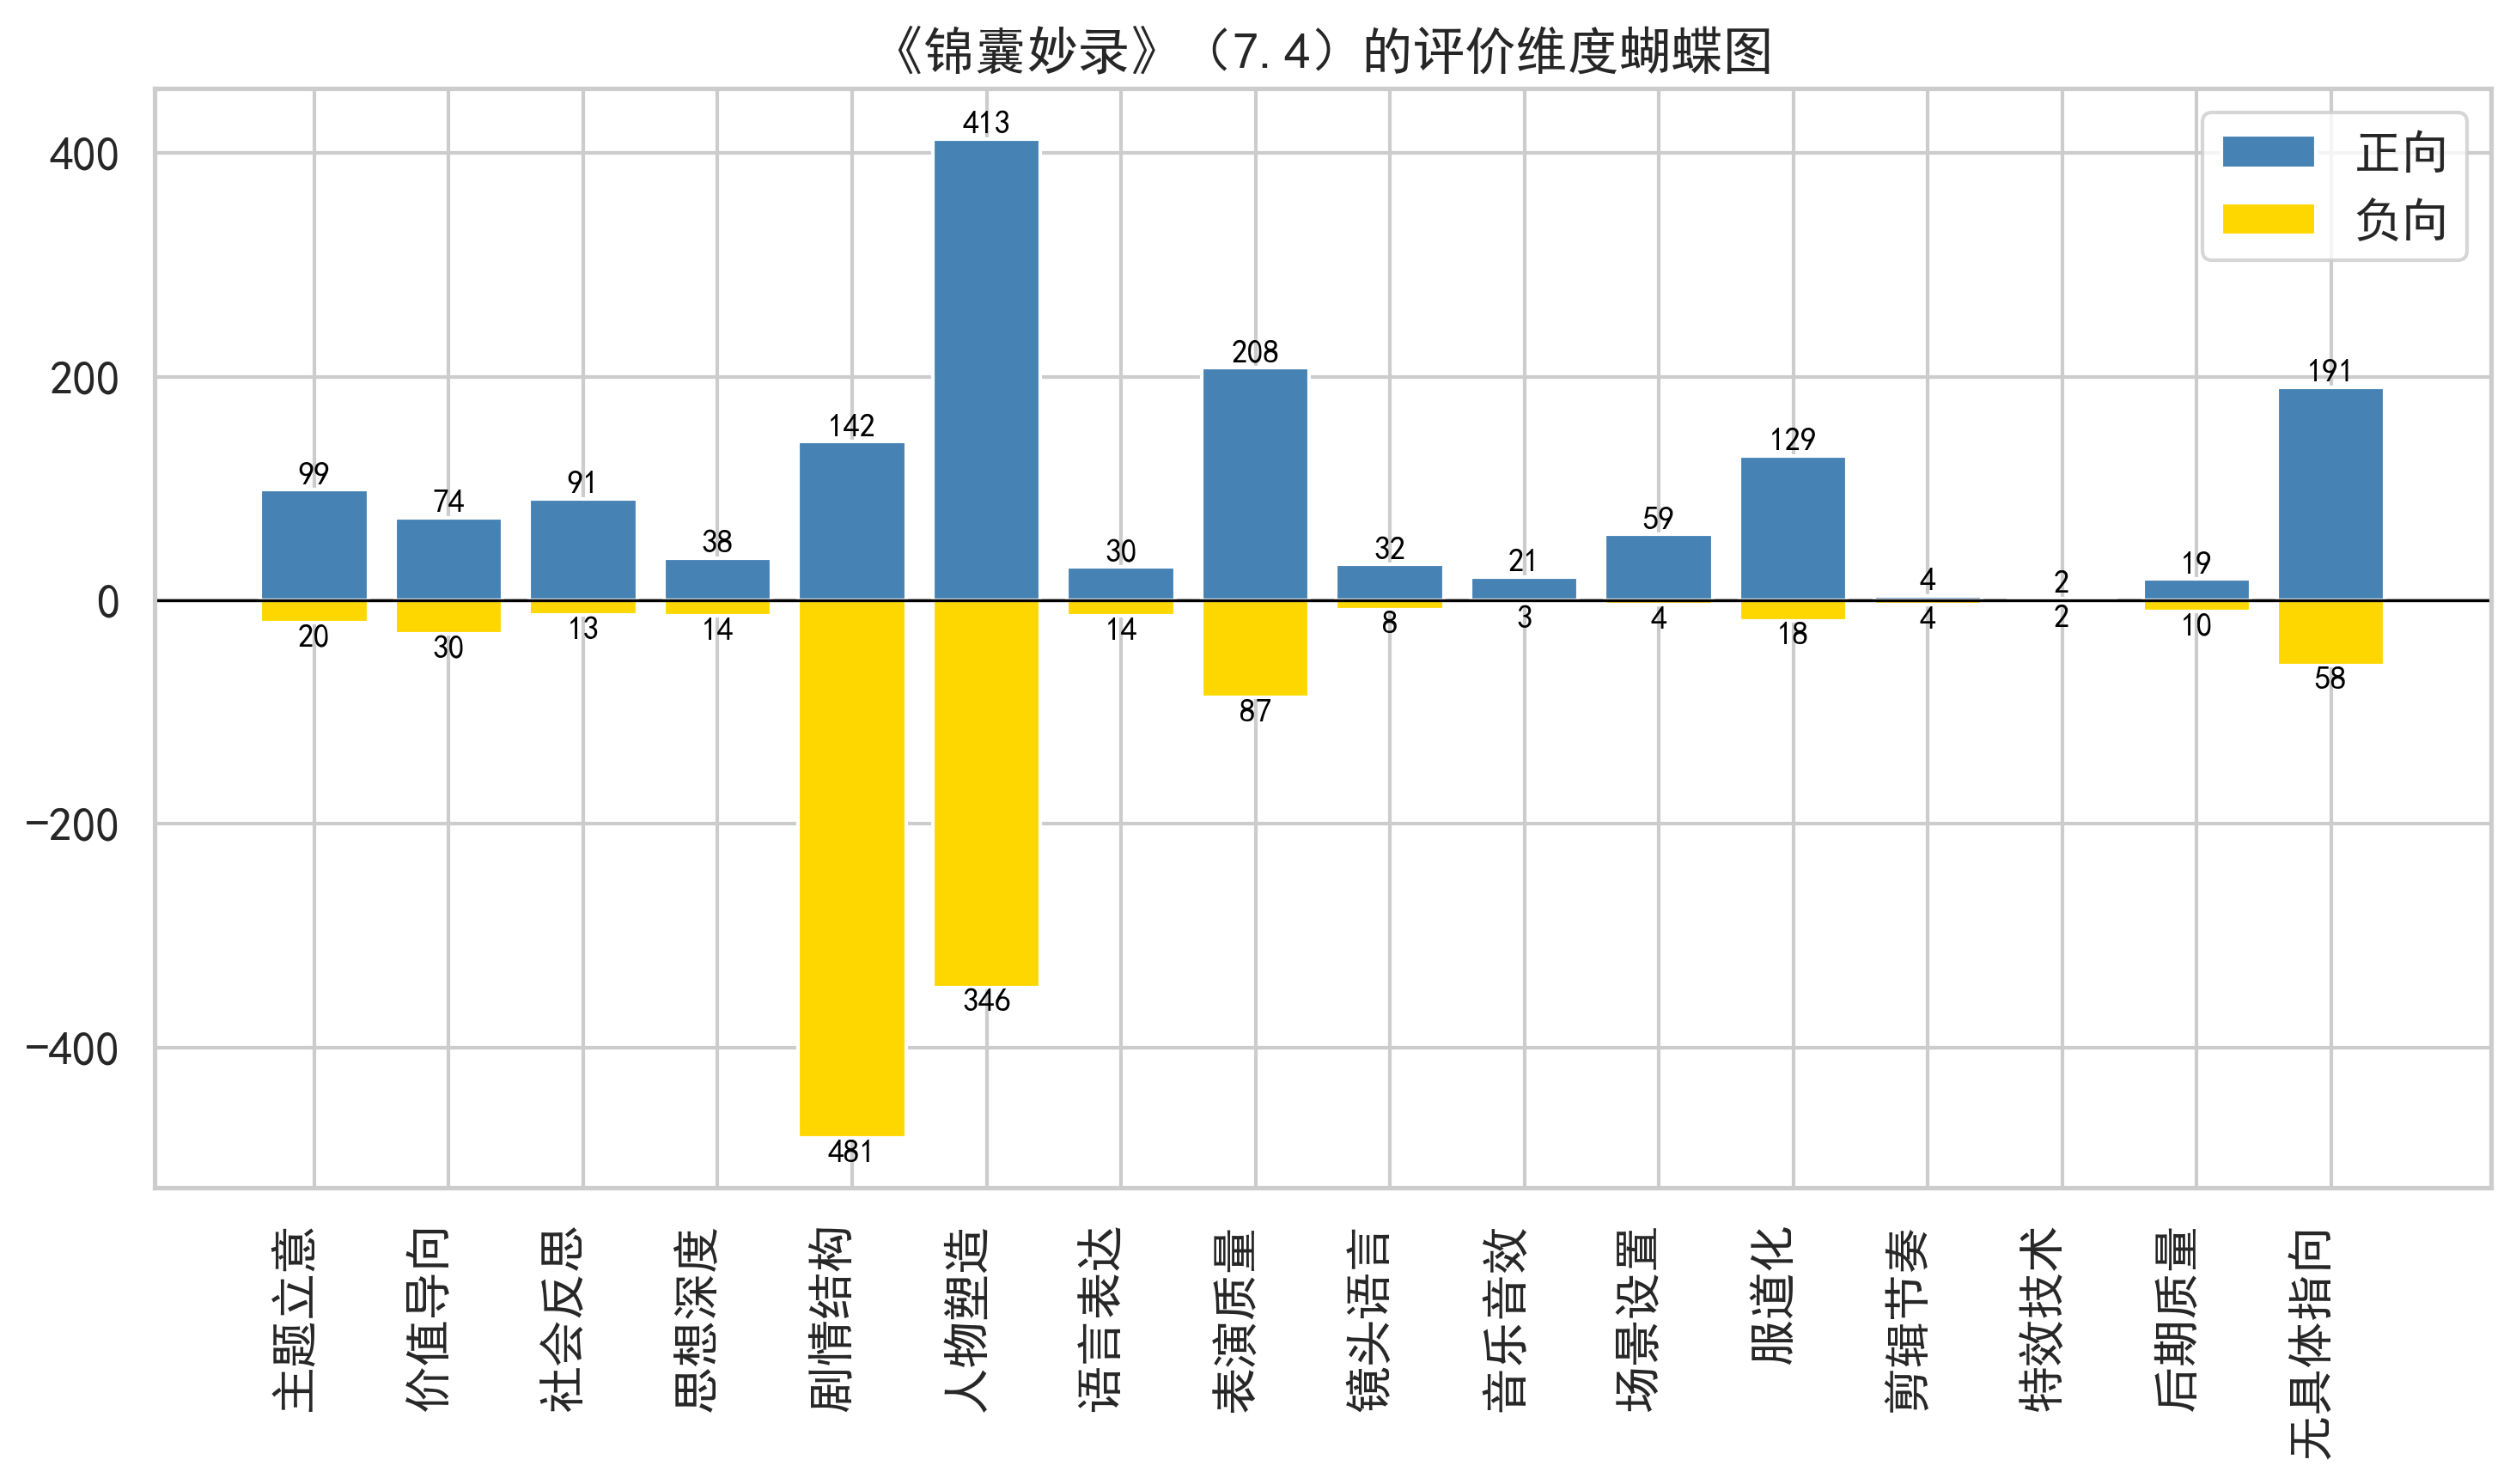 《锦囊妙录》（7.4）的评价维度蝴蝶图
正向
负向
400
200
0
−200
−400
99
74
91
38
142
413
30
208
32
21
59
129
4
2
19
191
20
30
13
14
481
346
14
87
8
3
4
18
4
2
10
58
主题立意
价值导向
社会反思
思想深度
剧情结构
人物塑造
语言表达
表演质量
镜头语言
音乐音效
场景设置
服道化
剪辑节奏
特效技术
后期质量
无具体指向